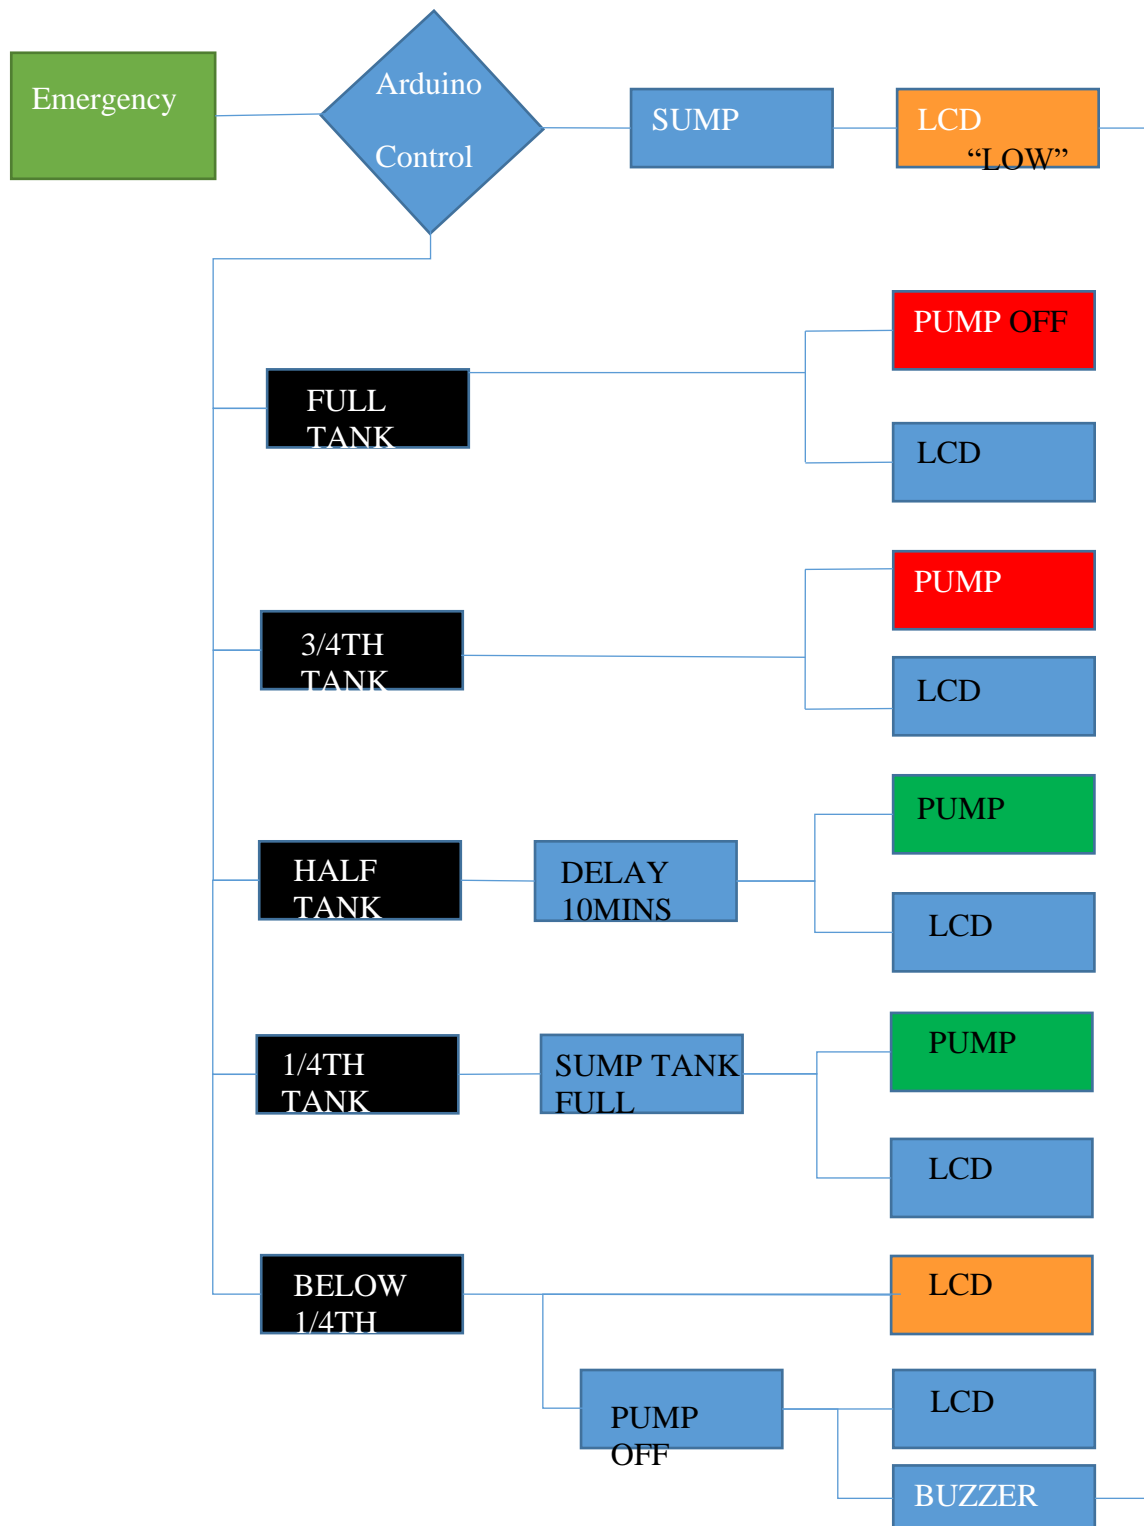 Emergency
Arduino
Control
SUMP
LCD
“LOW”
PUMP OFF
FULL
TANK
LCD
PUMP
3/4TH
TANK
LCD
PUMP
HALF
TANK
DELAY
10MINS
LCD
PUMP
1/4TH
TANK
SUMP TANK
FULL
LCD
BELOW
1/4TH
LCD
PUMP
OFF
LCD
BUZZER